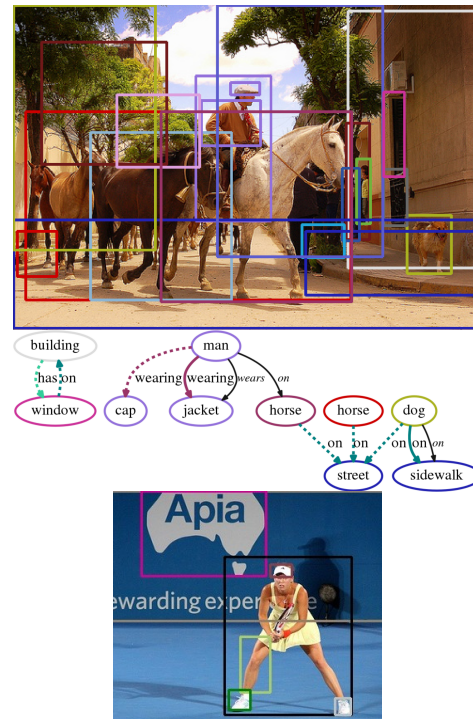 building
man
has on
wearing wearing wears on
window
cap
jacket
horse
horse
dog
on on on on on
street
sidewalk
Apia
ewarding experience